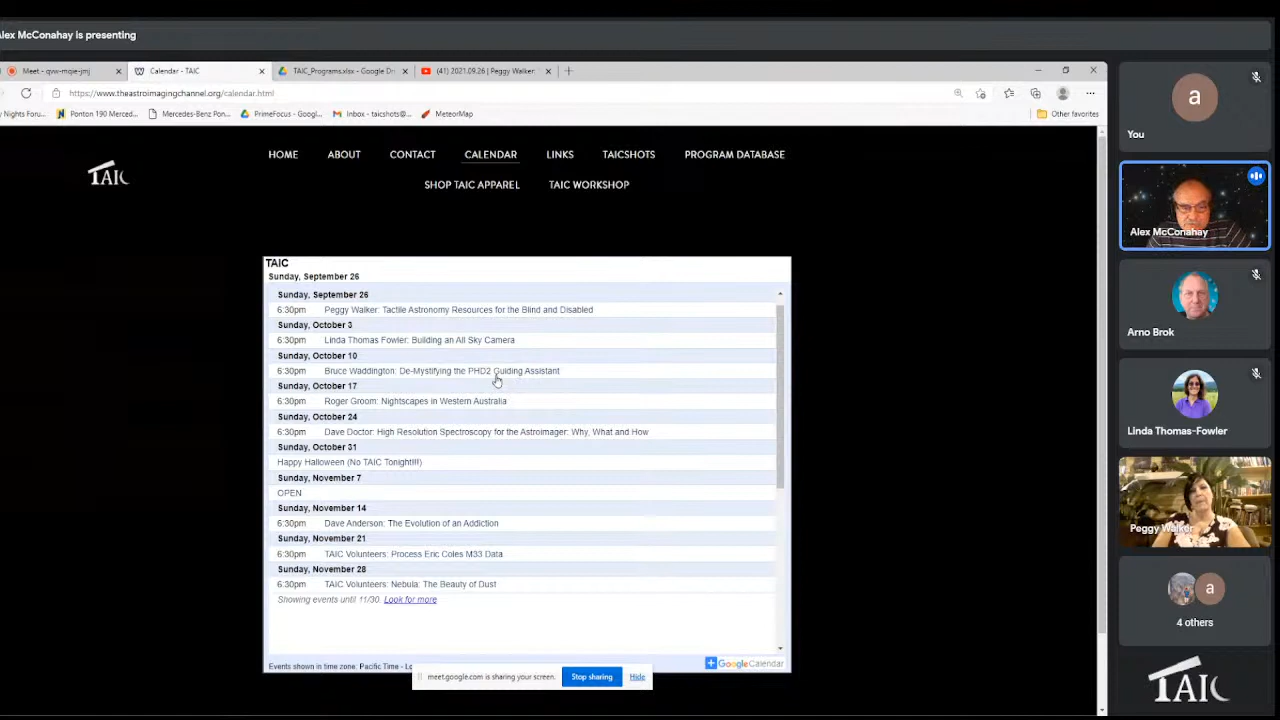 Alex McConahay is presenting
Meet - qvw-mqie-jmj
Calendar - TAIC
TAIC_Programs.xlsx - Google Dr
(41) 2021.09.26 | Peggy Walker:
https://www.theastroimagingchannel.org/calendar.html
y Nights Foru...
Ponton 190 Merced...
Mercedes-Benz Pon...
PrimeFocus - Googl...
Inbox - taicshots@...
MeteorMap
Other favorites
TAIC
HOME ABOUT CONTACT CALENDAR LINKS TAICSHOTS PROGRAM DATABASE
SHOP TAIC APPAREL TAIC WORKSHOP
TAIC
Sunday, September 26
Sunday, September 26
6:30pm Peggy Walker: Tactile Astronomy Resources for the Blind and Disabled
Sunday, October 3
6:30pm Linda Thomas Fowler: Building an All Sky Camera
Sunday, October 10
6:30pm Bruce Waddington: De-Mystifying the PHD2 Guiding Assistant
Sunday, October 17
6:30pm Roger Groom: Nightscapes in Western Australia
Sunday, October 24
6:30pm Dave Doctor: High Resolution Spectroscopy for the Astroimager: Why, What and How
Sunday, October 31
Happy Halloween (No TAIC Tonight!!!!)
Sunday, November 7
OPEN
Sunday, November 14
6:30pm Dave Anderson: The Evolution of an Addiction
Sunday, November 21
6:30pm TAIC Volunteers: Process Eric Coles M33 Data
Sunday, November 28
6:30pm TAIC Volunteers: Nebula: The Beauty of Dust
Showing events until 11/30. Look for more
Events shown in time zone: Pacific Time - Lo
Google Calendar
meet.google.com is sharing your screen.
Stop sharing
Hide
a
You
Alex McConahay
Arno Brok
Linda Thomas-Fowler
Peggy Walker
a
4 others
TAIC